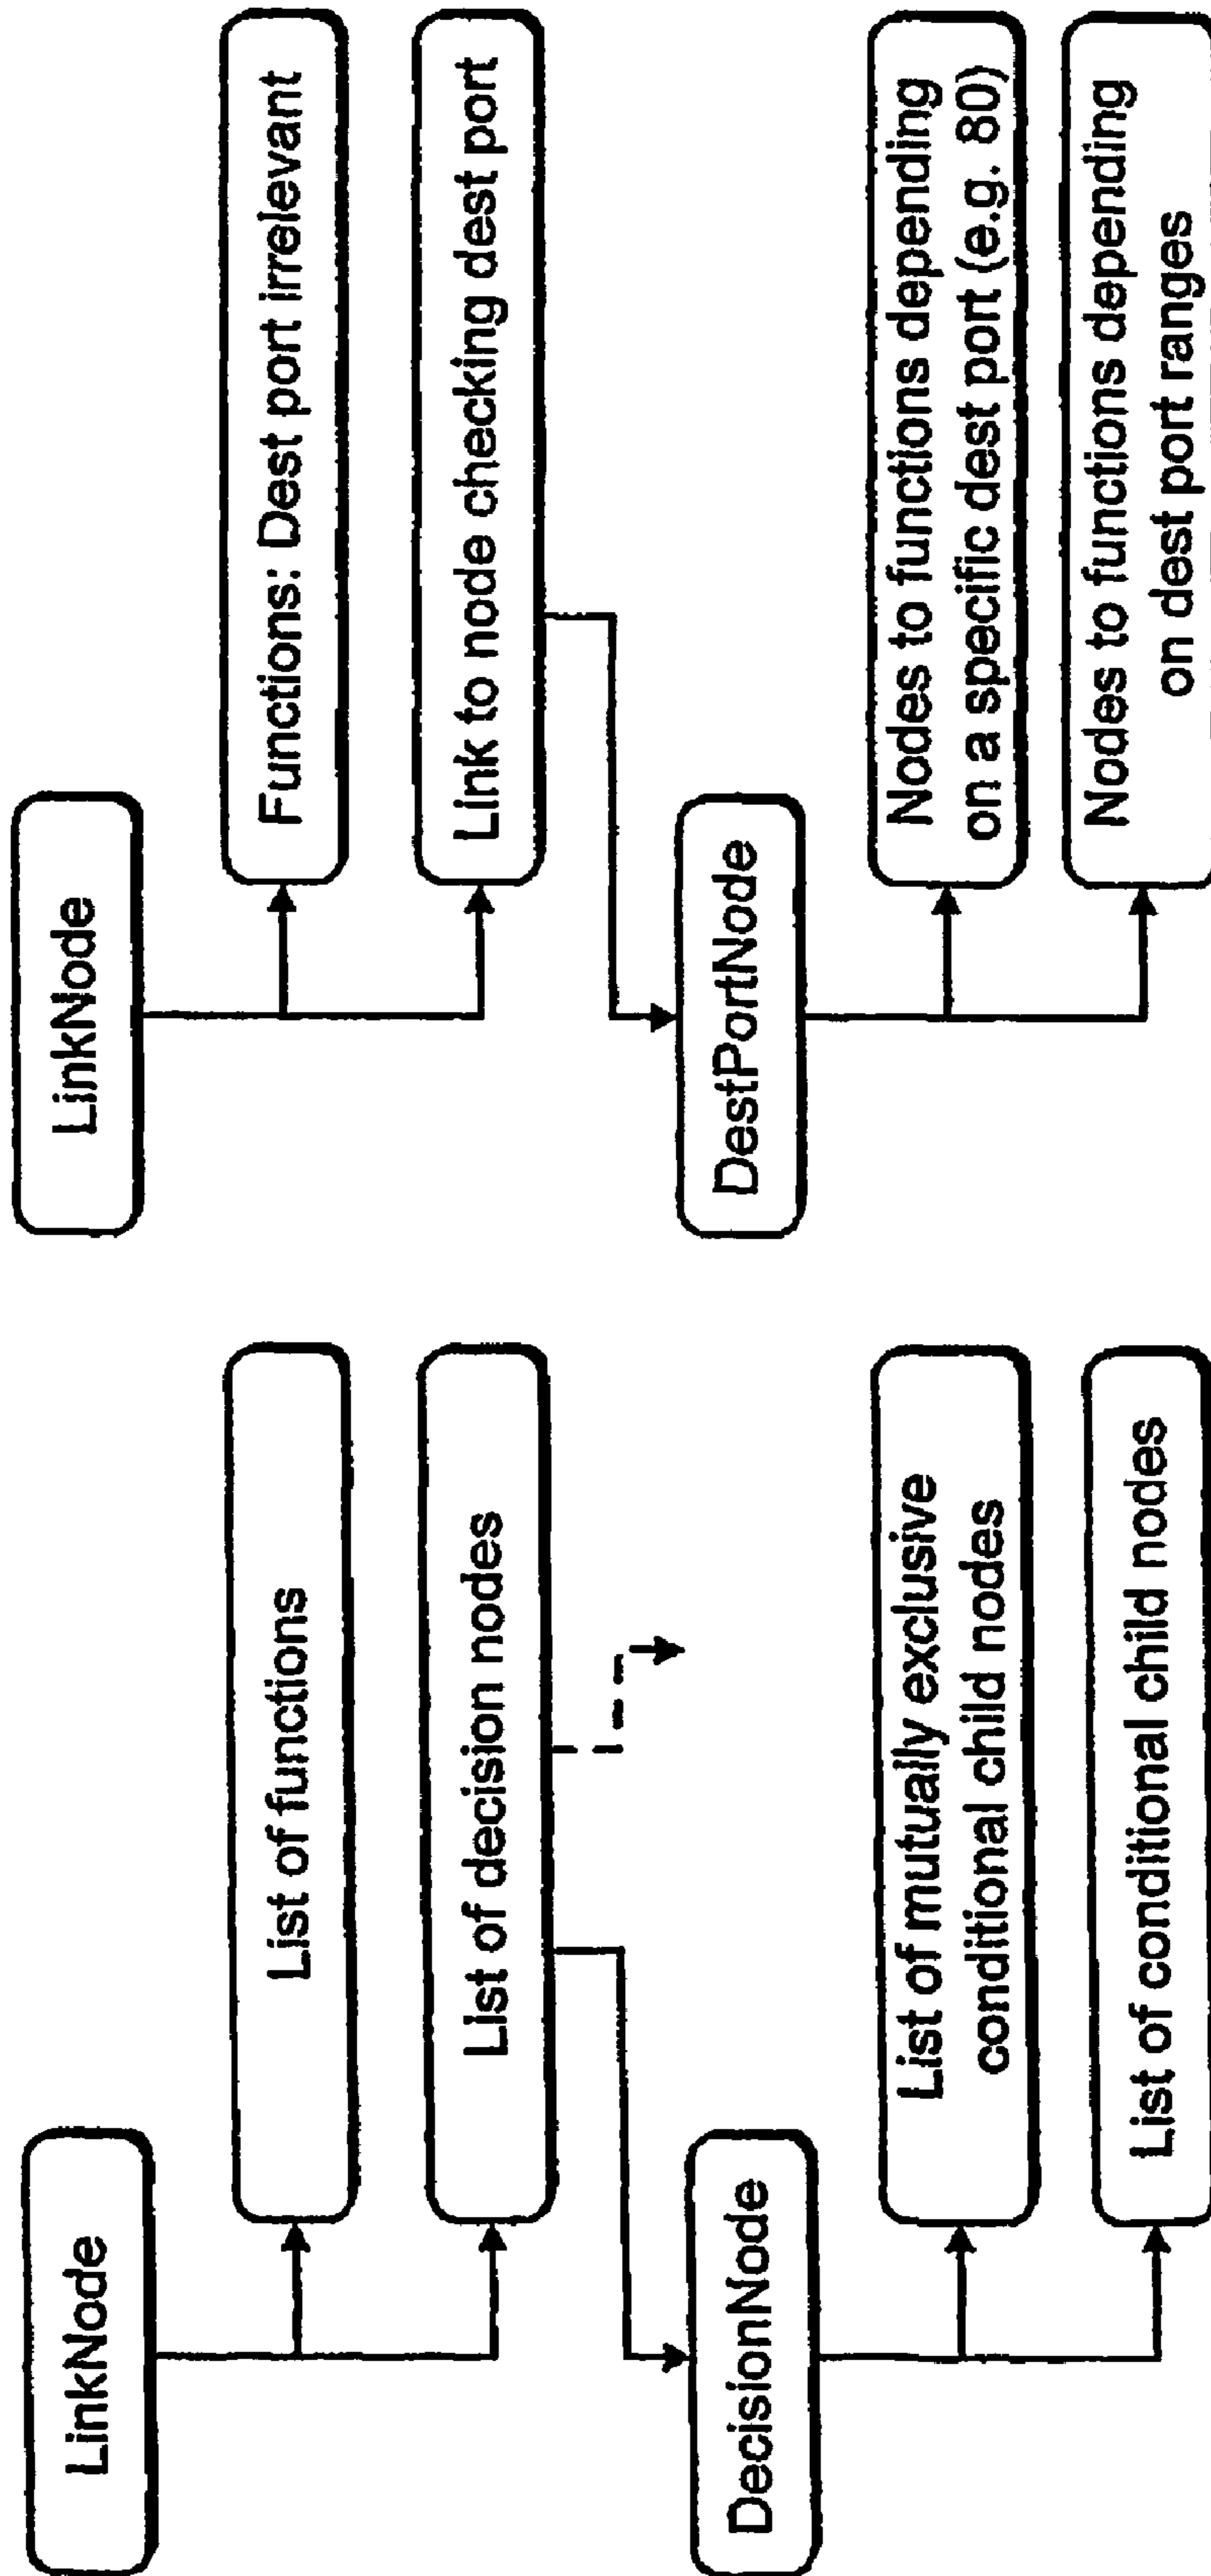 LinkNode
List of functions
List of decision nodes
DecisionNode
List of mutually exclusive
conditional child nodes
List of conditional child nodes
LinkNode
Functions: Dest port irrelevant
Link to node checking dest port
DestPortNode
Nodes to functions depending
on a specific dest port (e.g. 80)
Nodes to functions depending
on dest port ranges